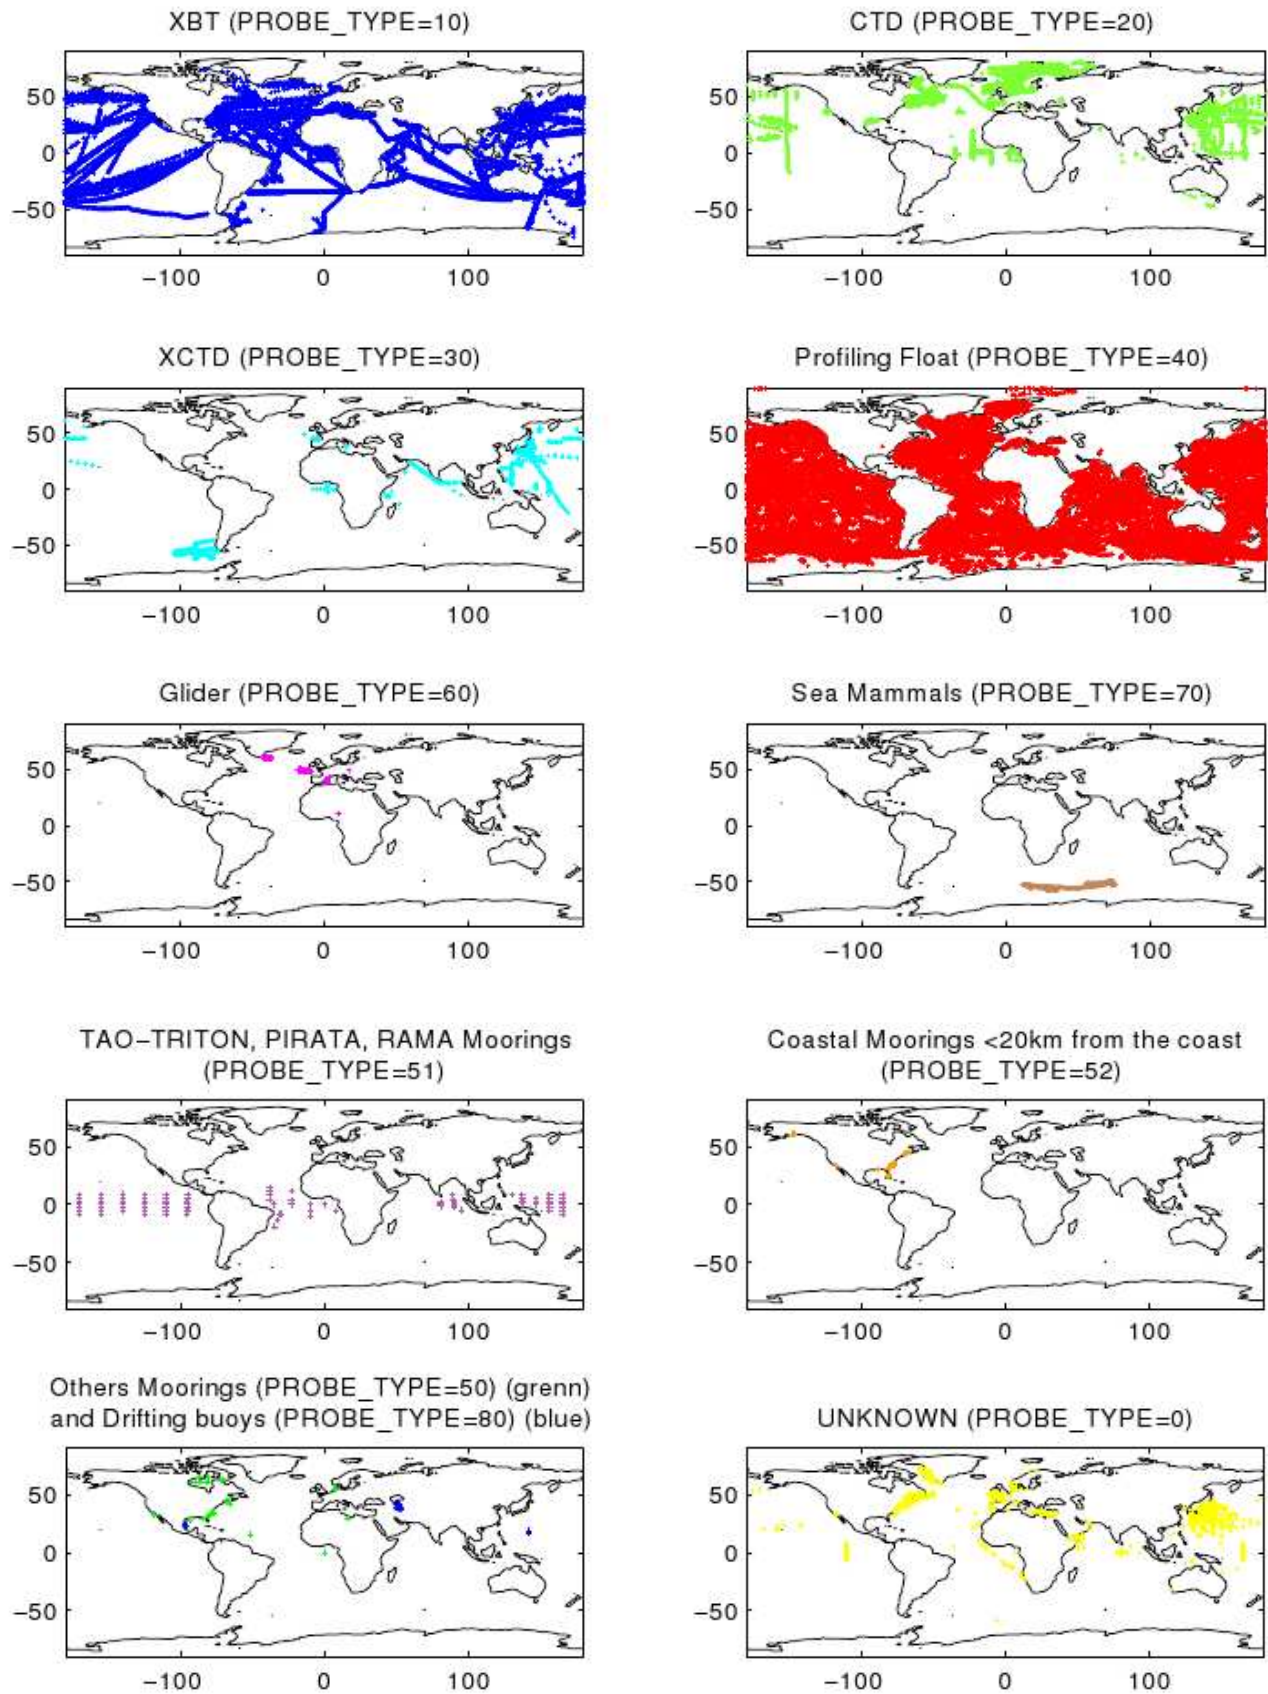 XBT (PROBE_TYPE=10)
50
0
−50
−100 0 100
CTD (PROBE_TYPE=20)
50
0
−50
−100 0 100
XCTD (PROBE_TYPE=30)
50
0
−50
−100 0 100
Profiling Float (PROBE_TYPE=40)
50
0
−50
−100 0 100
Glider (PROBE_TYPE=60)
50
0
−50
−100 0 100
Sea Mammals (PROBE_TYPE=70)
50
0
−50
−100 0 100
TAO−TRITON, PIRATA, RAMA Moorings
(PROBE_TYPE=51)
50
0
−50
−100 0 100
Coastal Moorings <20km from the coast
(PROBE_TYPE=52)
50
0
−50
−100 0 100
Others Moorings (PROBE_TYPE=50) (grenn)
and Drifting buoys (PROBE_TYPE=80) (blue)
50
0
−50
−100 0 100
UNKNOWN (PROBE_TYPE=0)
50
0
−50
−100 0 100